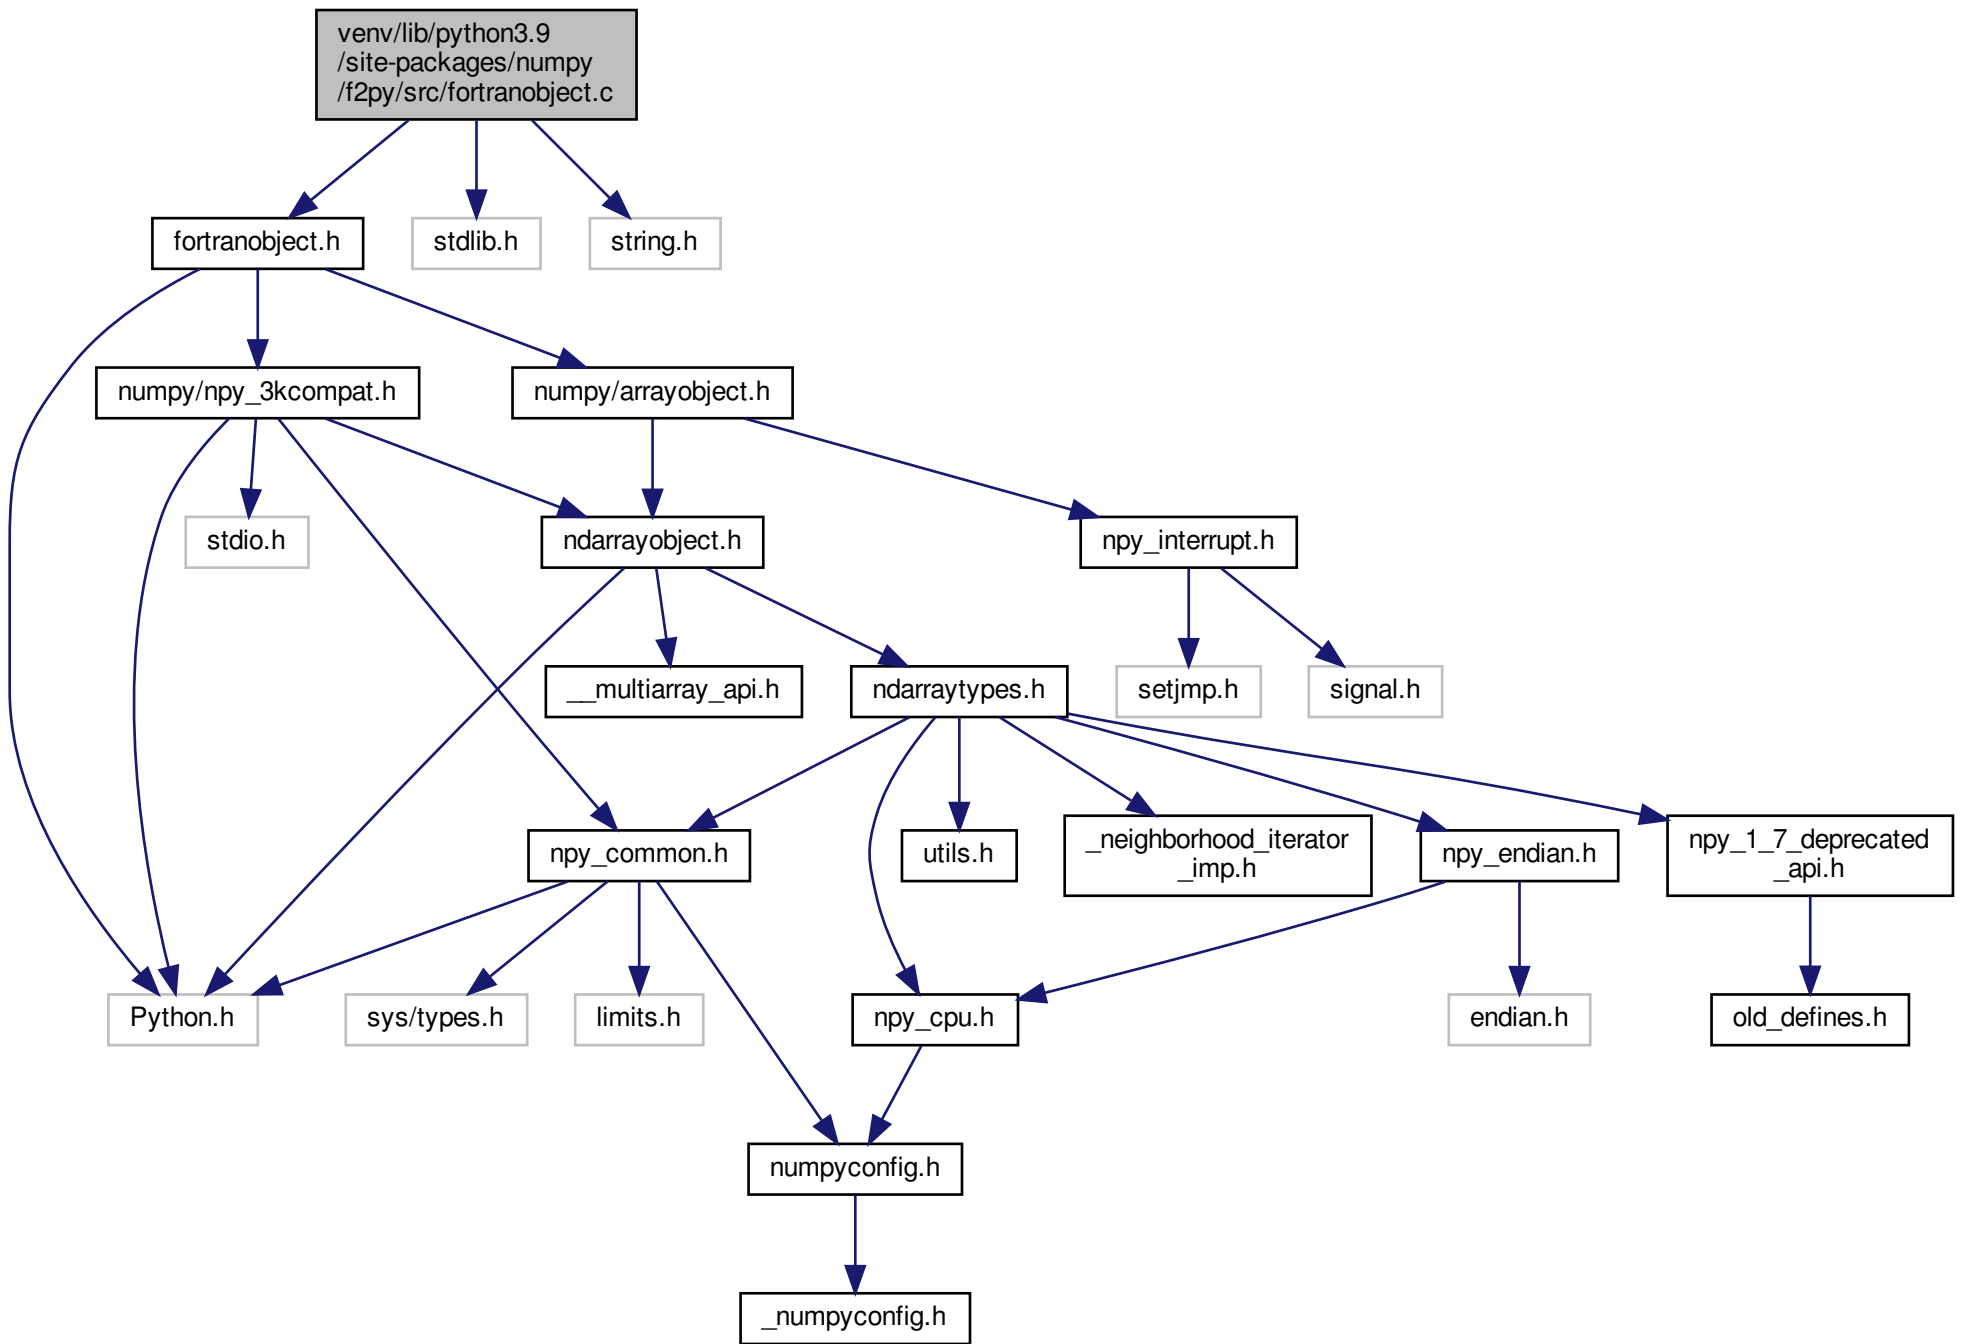 venv/lib/python3.9
/site-packages/numpy
/f2py/src/fortranobject.c
fortranobject.h
stdlib.h
string.h
numpy/npy_3kcompat.h
numpy/arrayobject.h
stdio.h
ndarrayobject.h
npy_interrupt.h
__multiarray_api.h
ndarraytypes.h
setjmp.h
signal.h
npy_common.h
utils.h
_neighborhood_iterator
_imp.h
npy_endian.h
npy_1_7_deprecated
_api.h
Python.h
sys/types.h
limits.h
npy_cpu.h
endian.h
old_defines.h
numpyconfig.h
_numpyconfig.h